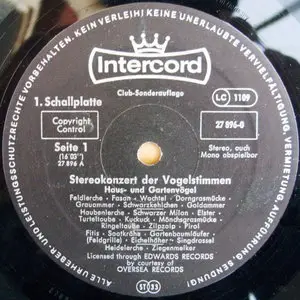 KEIN VERLEIH! KEINE UNERLAUBTE VERVIELFÄLTIGUNG, VERMIETUNG, AUFFÜHRUNG, SENDUNG!
ALLE URHEBER- UND LEISTUNGSSCHUTZRECHTE VORBEHALTEN.
Intercord
Club-Sonderauflage
LC 1109
1. Schallplatte
Copyright Control
27 896-0
Seite 1
(16'03")
27 896 A
Stereo, auch
Mono abspielbar
Stereokonzert der Vogelstimmen
Haus- und Gartenvögel
Feldlerche · Fasan · Wachtel · Dorngrasmücke
Grauammer · Schwarzkehlchen · Goldammer
Haubenlerche · Schwarzer Milan · Elster
Turteltaube · Kuckuck · Mönchsgrasmücke
Ringeltaube · Zilpzalp · Pirol
Fitis · Saatkrähe · Gartenbaumläufer ·
(Feldgrille) · Eichelhöher · Singdrossel
Heidelerche · Ziegenmelker
Licensed through EDWARDS RECORDS
by courtesy of
OVERSEA RECORDS
ST 33